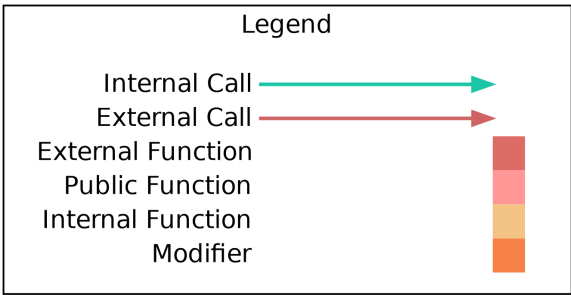 Legend
Internal Call
External Call
External Function
Public Function
Internal Function
Modifier